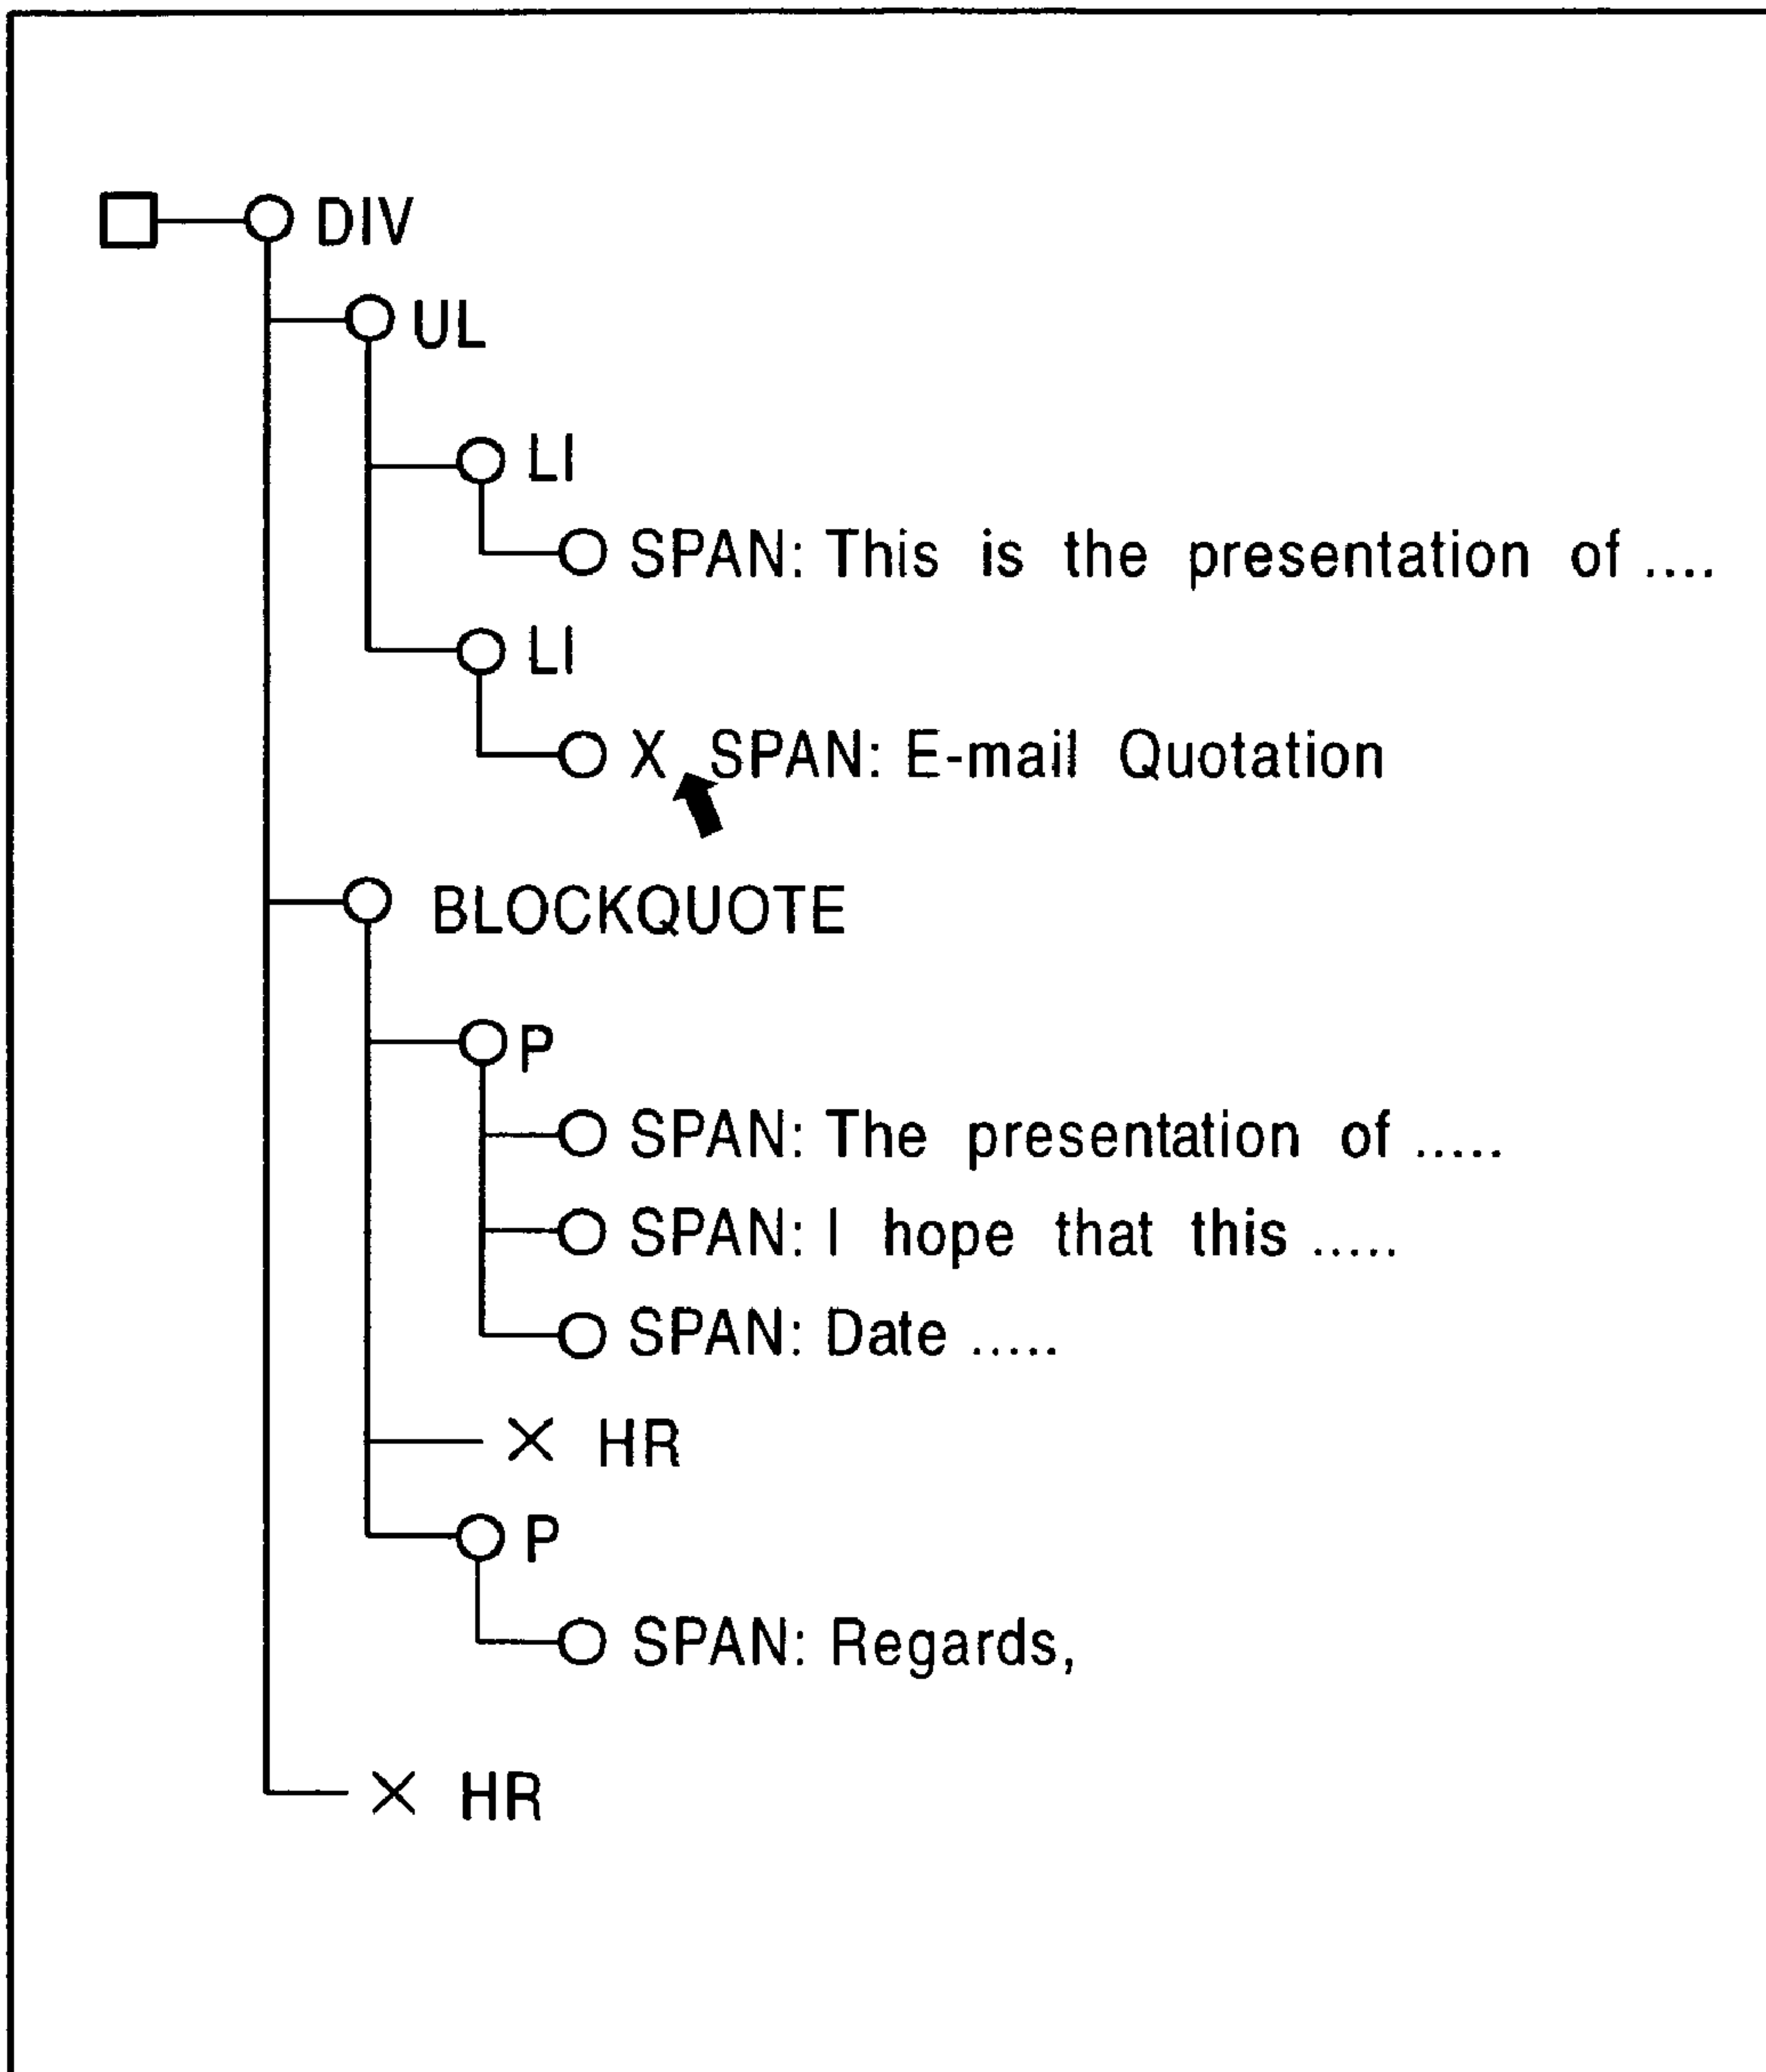 DIV
UL
LI
SPAN: This is the presentation of ....
LI
X SPAN: E-mail Quotation
BLOCKQUOTE
P
SPAN: The presentation of .....
SPAN: I hope that this .....
SPAN: Date .....
X HR
P
SPAN: Regards,
X HR